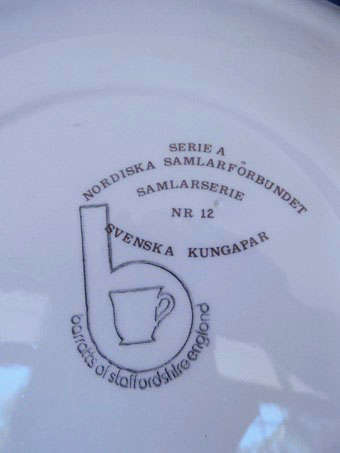 SERIE A
NORDISKA SAMLARFÖRBUNDET
SAMLARSERIE
NR 12
SVENSKA KUNGAPAR
b
barratts of staffordshire england